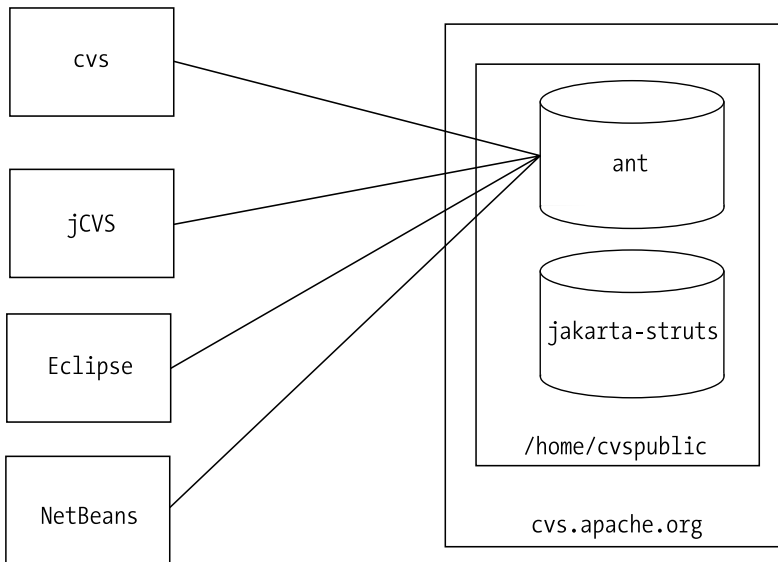 cvs
jCVS
Eclipse
NetBeans
ant
jakarta-struts
/home/cvspublic
cvs.apache.org